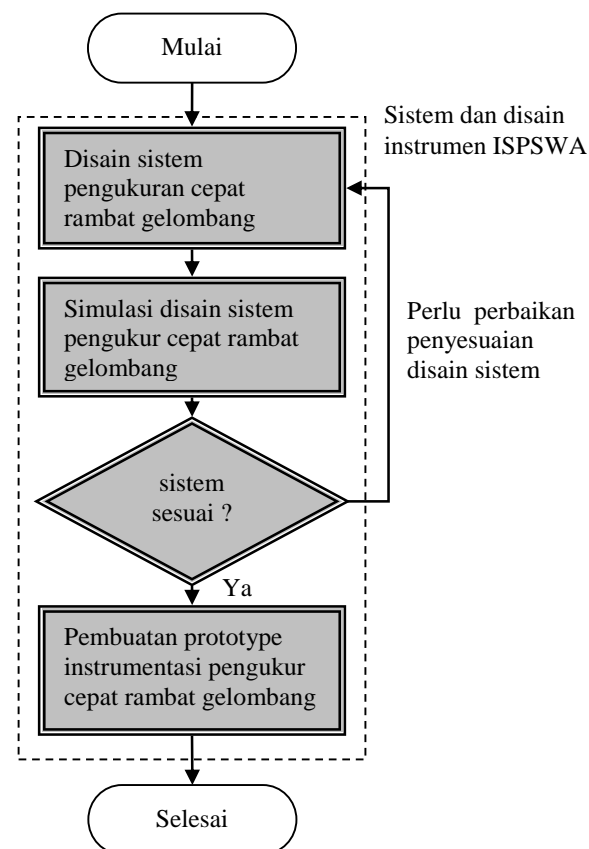 Mulai
Sistem dan disain
instrumen ISPSWA
Disain sistem
pengukuran cepat
rambat gelombang
Simulasi disain sistem
pengukur cepat rambat
gelombang
Perlu perbaikan
penyesuaian
disain sistem
sistem
sesuai ?
Ya
Pembuatan prototype
instrumentasi pengukur
cepat rambat gelombang
Selesai